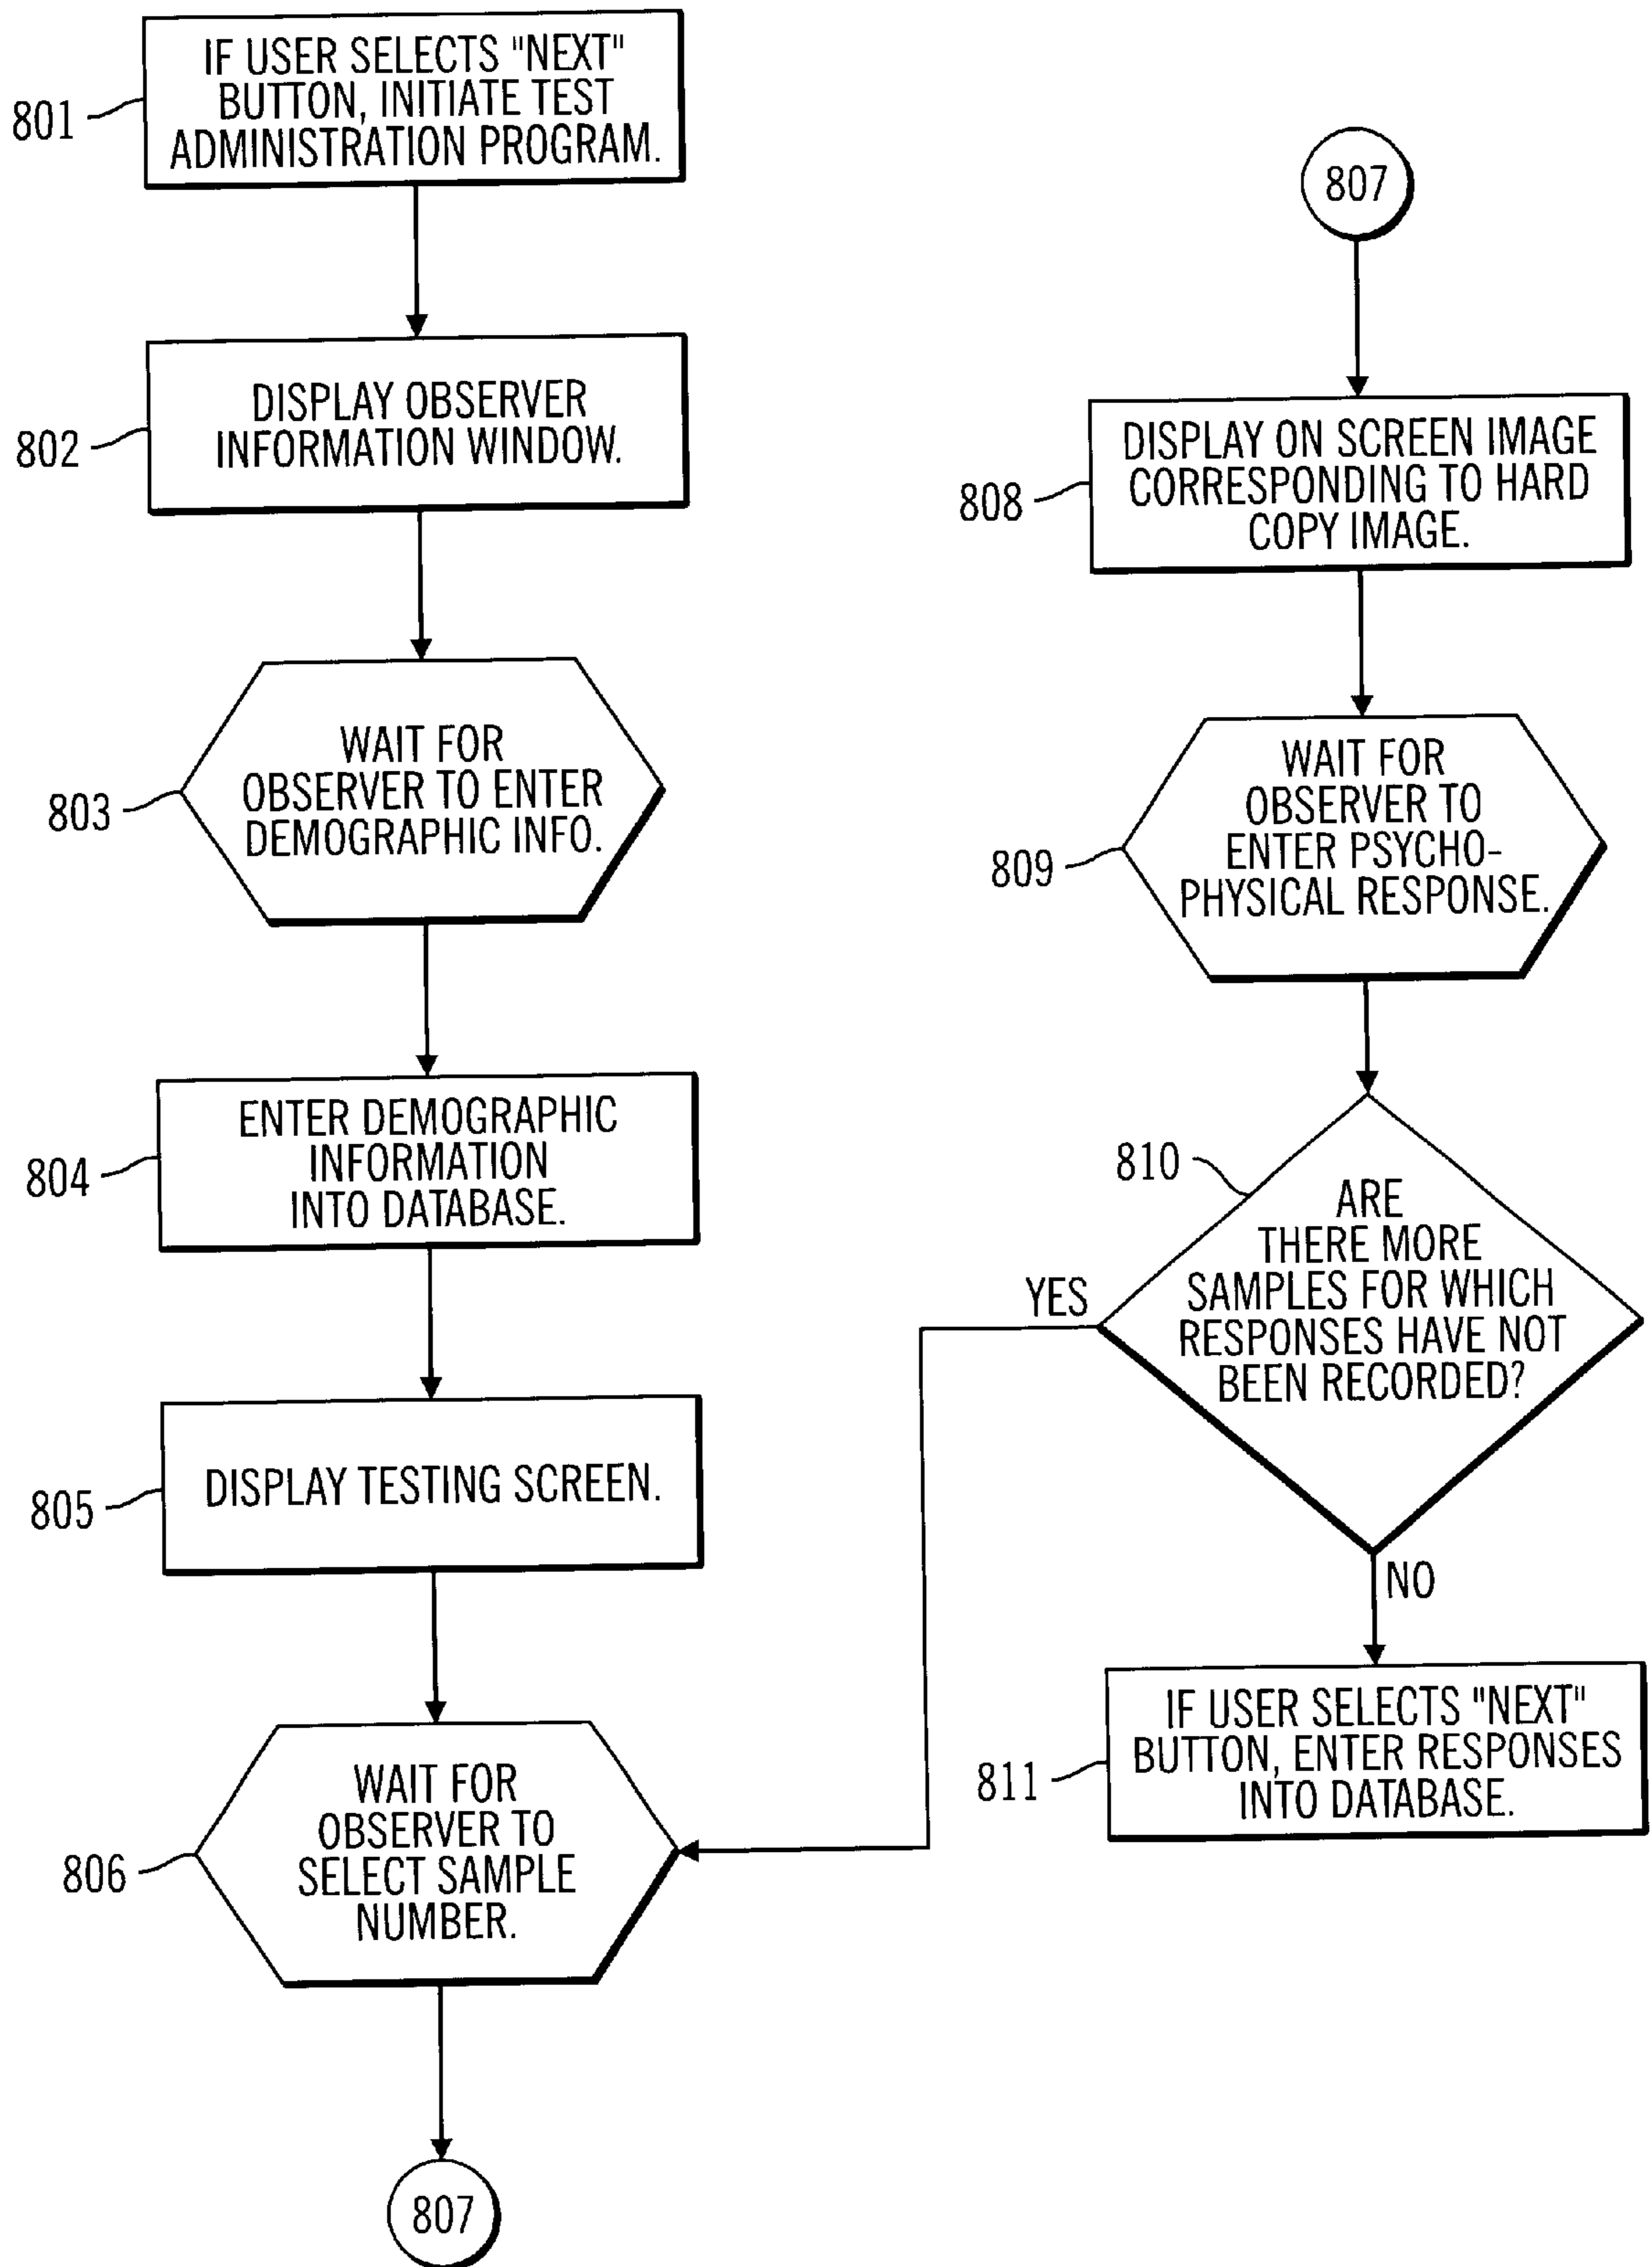 801
IF USER SELECTS "NEXT"
BUTTON, INITIATE TEST
ADMINISTRATION PROGRAM.
802
DISPLAY OBSERVER
INFORMATION WINDOW.
803
WAIT FOR
OBSERVER TO ENTER
DEMOGRAPHIC INFO.
804
ENTER DEMOGRAPHIC
INFORMATION
INTO DATABASE.
805
DISPLAY TESTING SCREEN.
806
WAIT FOR
OBSERVER TO
SELECT SAMPLE
NUMBER.
807
807
808
DISPLAY ON SCREEN IMAGE
CORRESPONDING TO HARD
COPY IMAGE.
809
WAIT FOR
OBSERVER TO
ENTER PSYCHO-
PHYSICAL RESPONSE.
810
ARE
THERE MORE
SAMPLES FOR WHICH
RESPONSES HAVE NOT
BEEN RECORDED?
YES
NO
811
IF USER SELECTS "NEXT"
BUTTON, ENTER RESPONSES
INTO DATABASE.